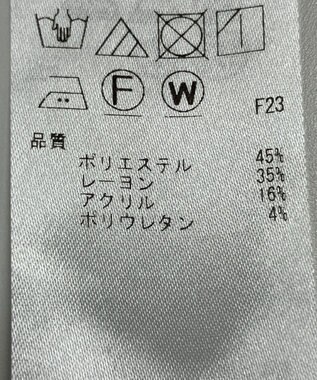 F W
F23
品質
ポリエステル 45%
レーヨン 35%
アクリル 16%
ポリウレタン 4%